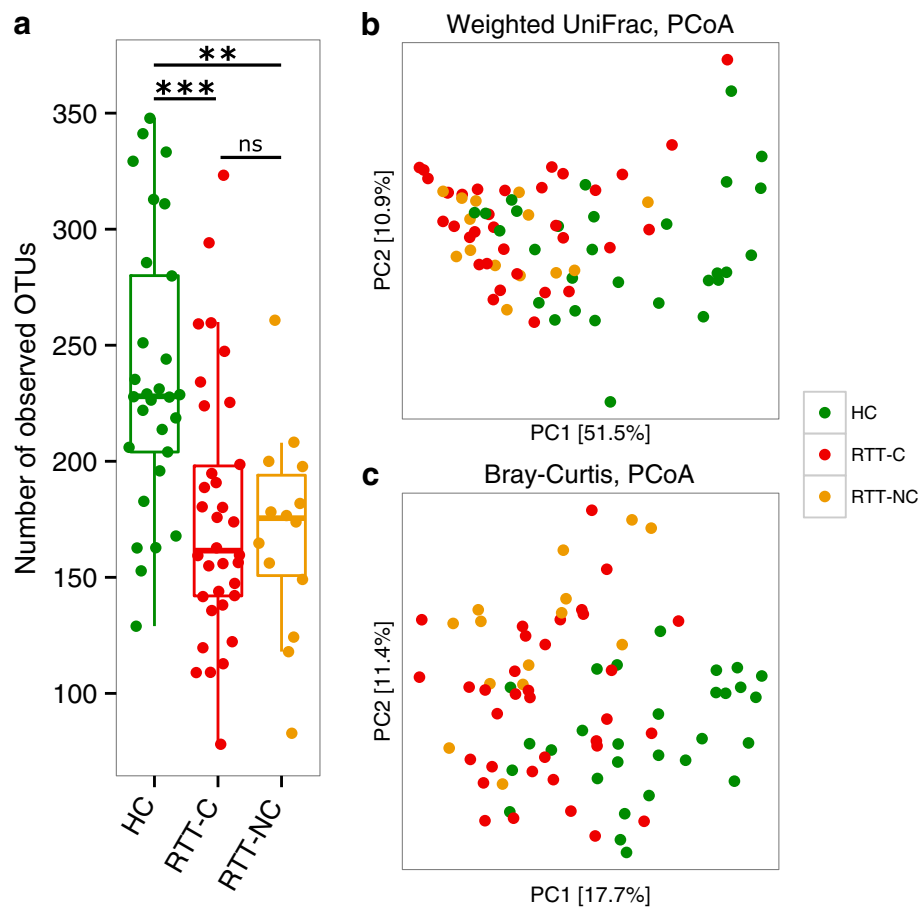 a
**
***
ns
Number of observed OTUs
350
300
250
200
150
100
HC
RTT-C
RTT-NC
b
Weighted UniFrac, PCoA
PC2 [10.9%]
PC1 [51.5%]
c
Bray-Curtis, PCoA
PC2 [11.4%]
PC1 [17.7%]
HC
RTT-C
RTT-NC